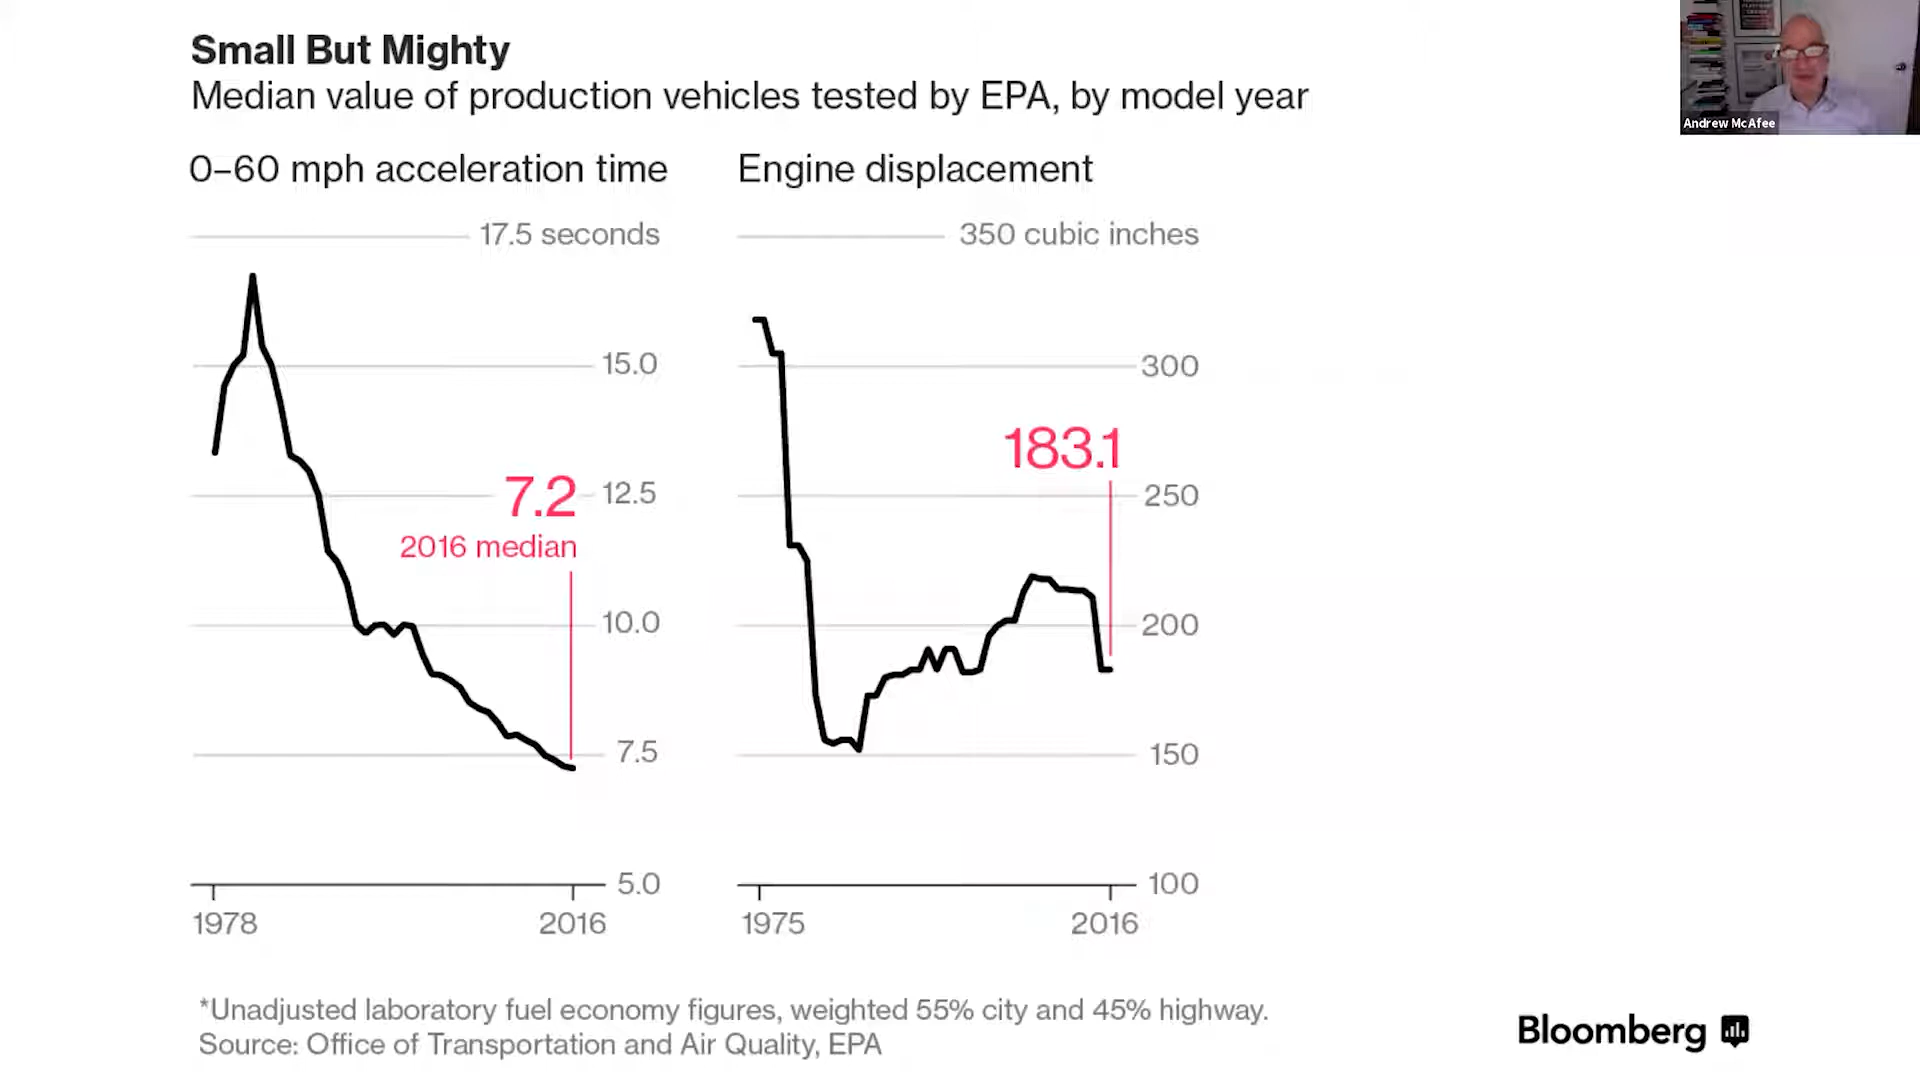 Small But Mighty
Median value of production vehicles tested by EPA, by model year
0–60 mph acceleration time
17.5 seconds
15.0
12.5
10.0
7.5
5.0
7.2
2016 median
1978
2016
Engine displacement
350 cubic inches
300
250
200
150
100
183.1
1975
2016
*Unadjusted laboratory fuel economy figures, weighted 55% city and 45% highway.
Source: Office of Transportation and Air Quality, EPA
Bloomberg
Andrew McAfee